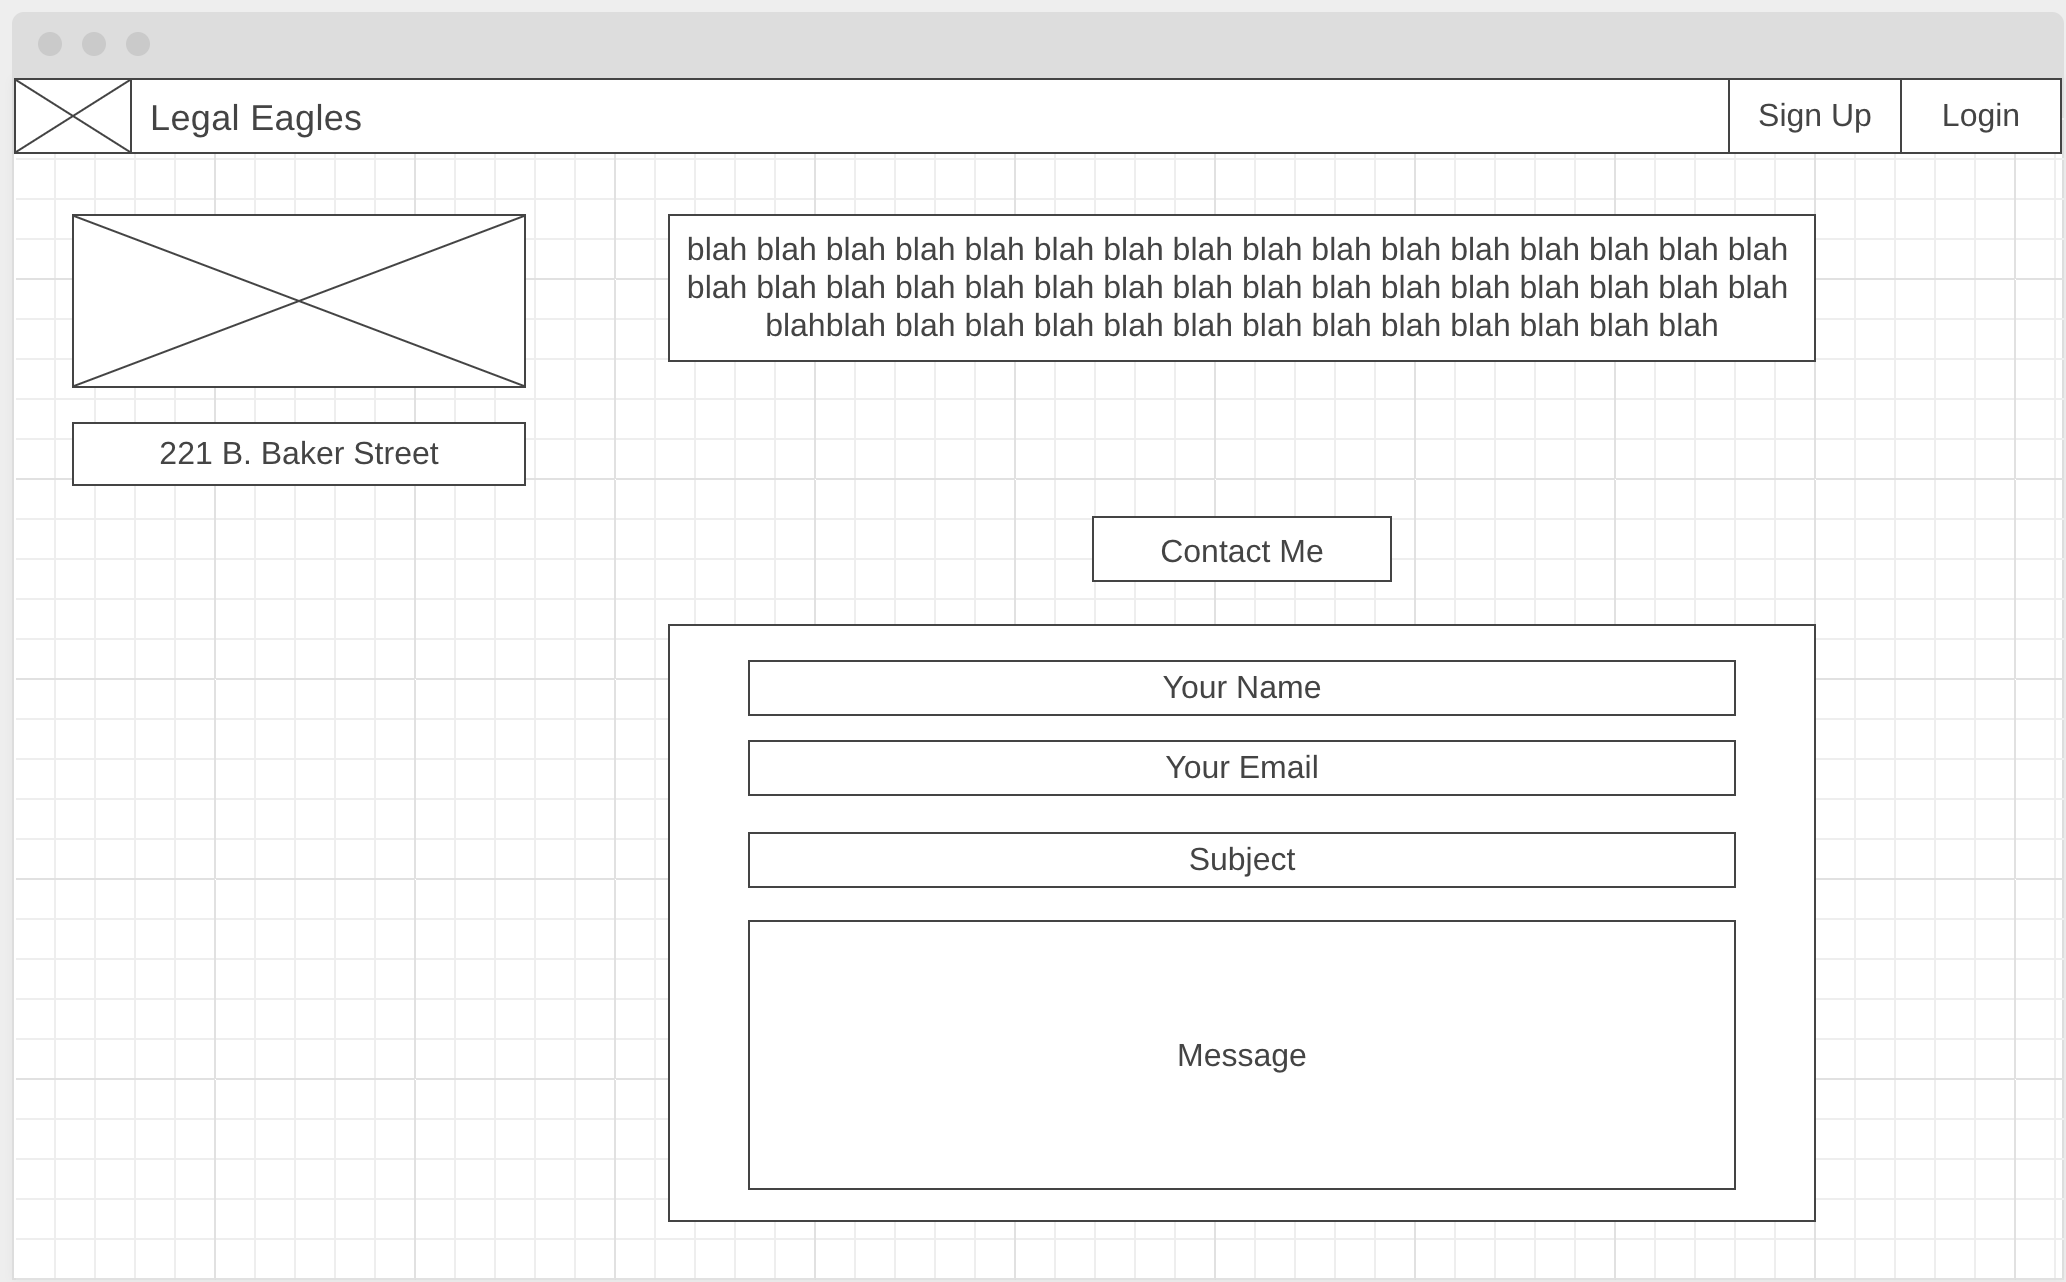 Legal Eagles
Sign Up
Login
blah blah blah blah blah blah blah blah blah blah blah blah blah blah blah blah
blah blah blah blah blah blah blah blah blah blah blah blah blah blah blah blah
blahblah blah blah blah blah blah blah blah blah blah blah blah blah
221 B. Baker Street
Contact Me
Your Name
Your Email
Subject
Message